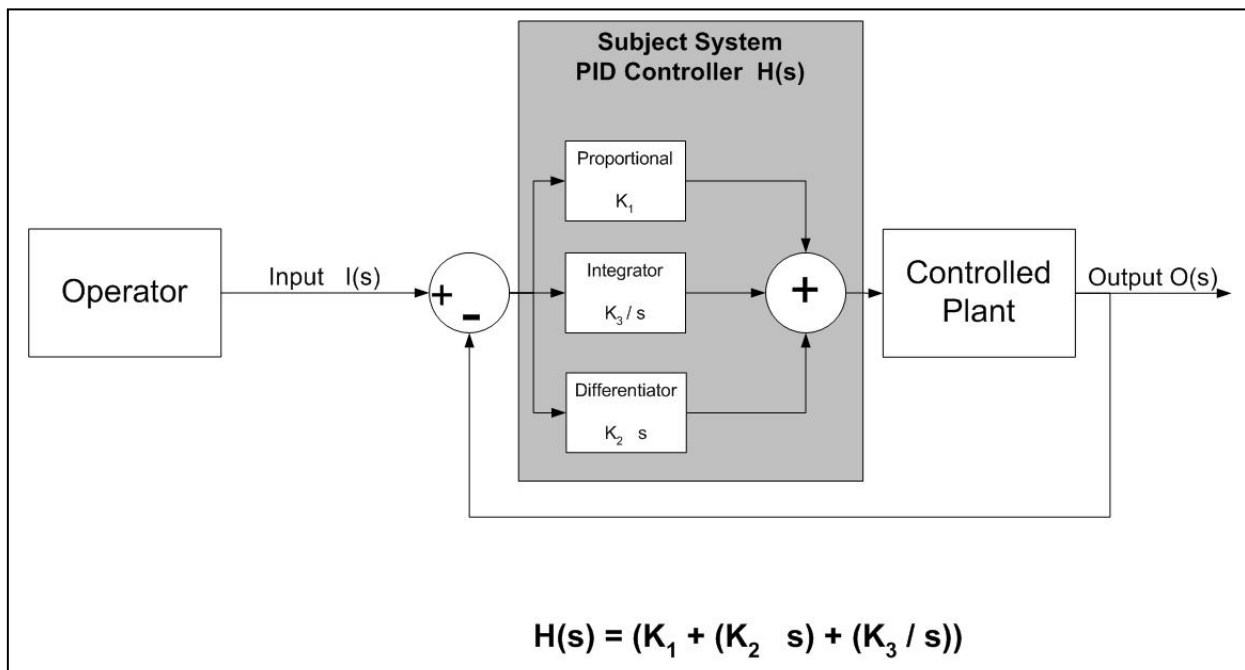 Subject System
PID Controller H(s)
Proportional
K₁
Operator
Input I(s)
+
-
Integrator
K₃ / s
+
Controlled
Plant
Output O(s)
Differentiator
K₂ s
H(s) = (K₁ + (K₂ s) + (K₃ / s))